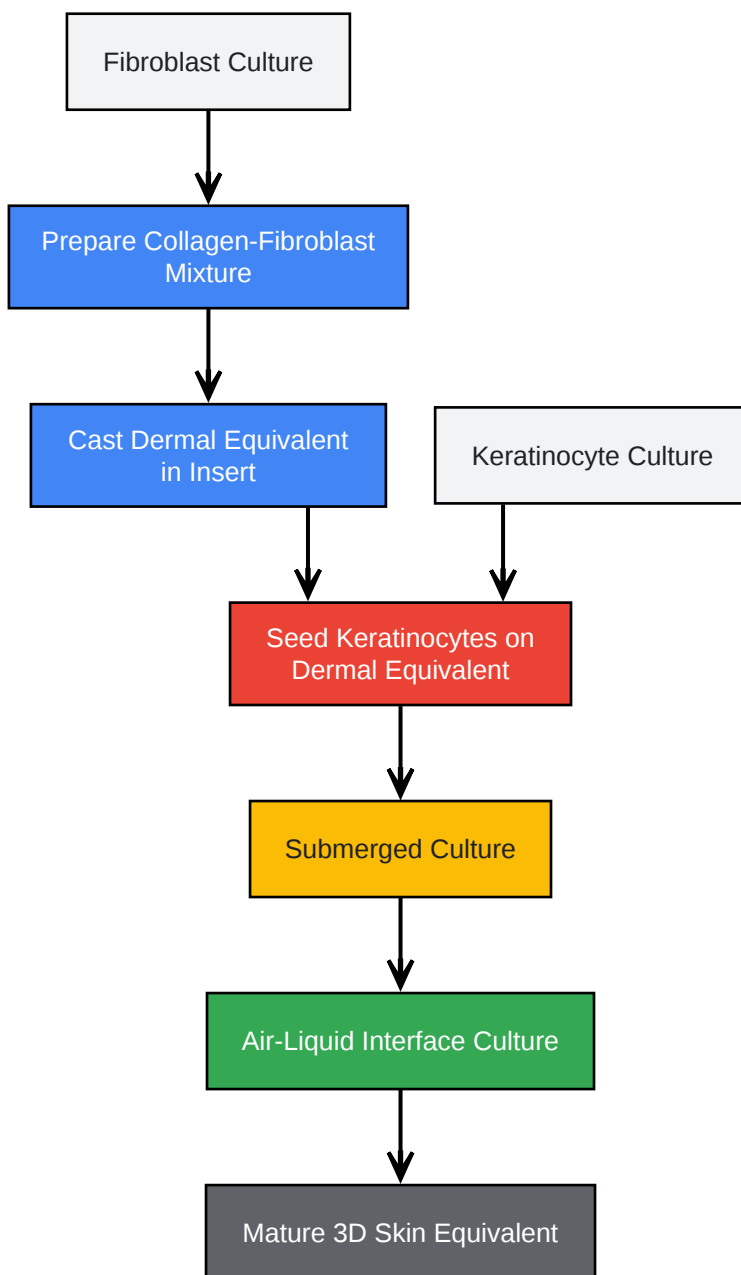 Fibroblast Culture
Prepare Collagen-Fibroblast
Mixture
Cast Dermal Equivalent
in Insert
Keratinocyte Culture
Seed Keratinocytes on
Dermal Equivalent
Submerged Culture
Air-Liquid Interface Culture
Mature 3D Skin Equivalent